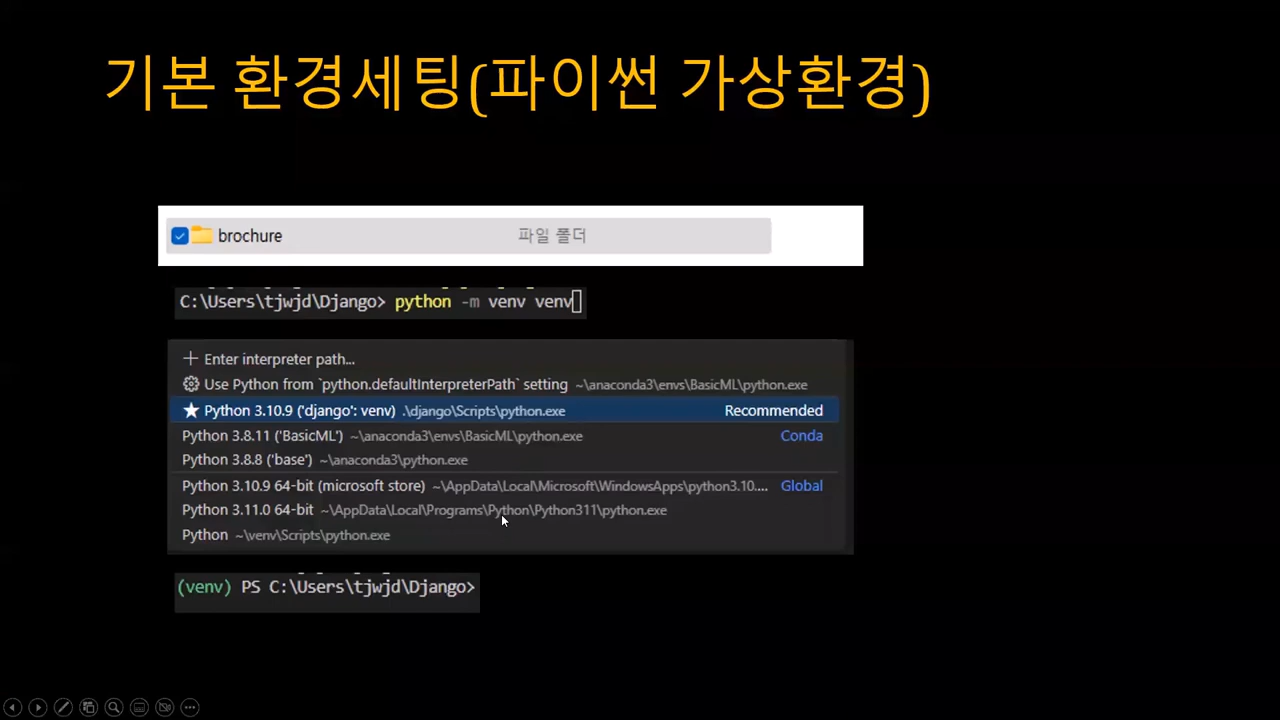 기본 환경세팅(파이썬 가상환경)
brochure 파일 폴더
C:\Users\tjwjd\Django> python -m venv venv
Enter interpreter path...
Use Python from `python.defaultInterpreterPath` setting ~\anaconda3\envs\BasicML\python.exe
Python 3.10.9 ('django': venv) .\django\Scripts\python.exe Recommended
Python 3.8.11 ('BasicML') ~\anaconda3\envs\BasicML\python.exe Conda
Python 3.8.8 ('base') ~\anaconda3\python.exe
Python 3.10.9 64-bit (microsoft store) ~\AppData\Local\Microsoft\WindowsApps\python3.10.... Global
Python 3.11.0 64-bit ~\AppData\Local\Programs\Python\Python311\python.exe
Python ~\venv\Scripts\python.exe
(venv) PS C:\Users\tjwjd\Django>